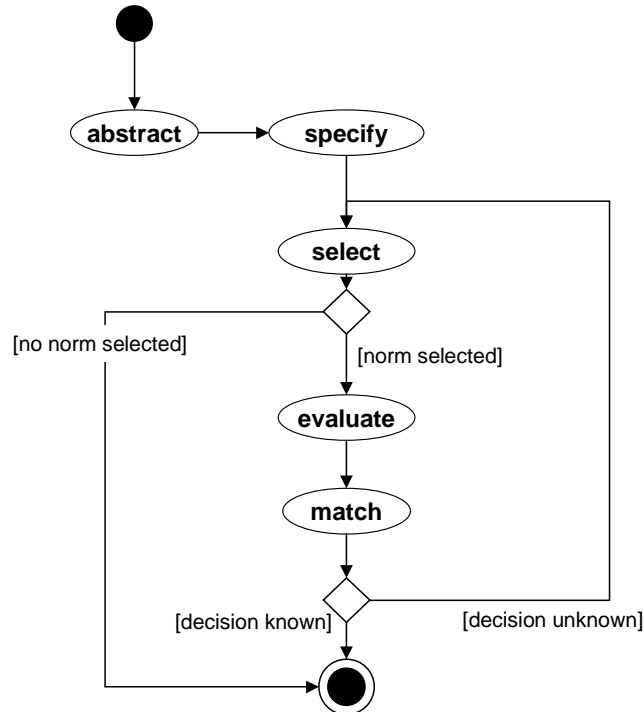 abstract
specify
select
[no norm selected]
[norm selected]
evaluate
match
[decision known]
[decision unknown]